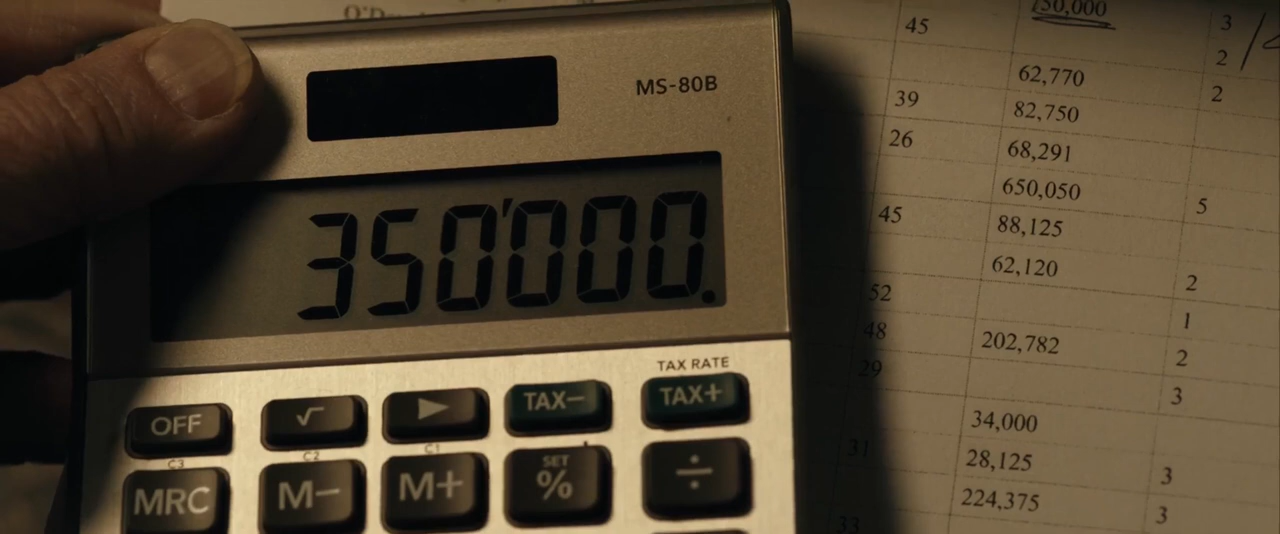 MS-80B
350'000.
TAX RATE
OFF √ ▶ TAX− TAX+
C3 C2 C1 SET
MRC M− M+ % ÷
45 3
2
62,770 2
39 82,750
26 68,291
650,050 5
45 88,125
62,120 2
52 1
48 202,782 2
29 3
34,000
31 28,125 3
224,375 3
33